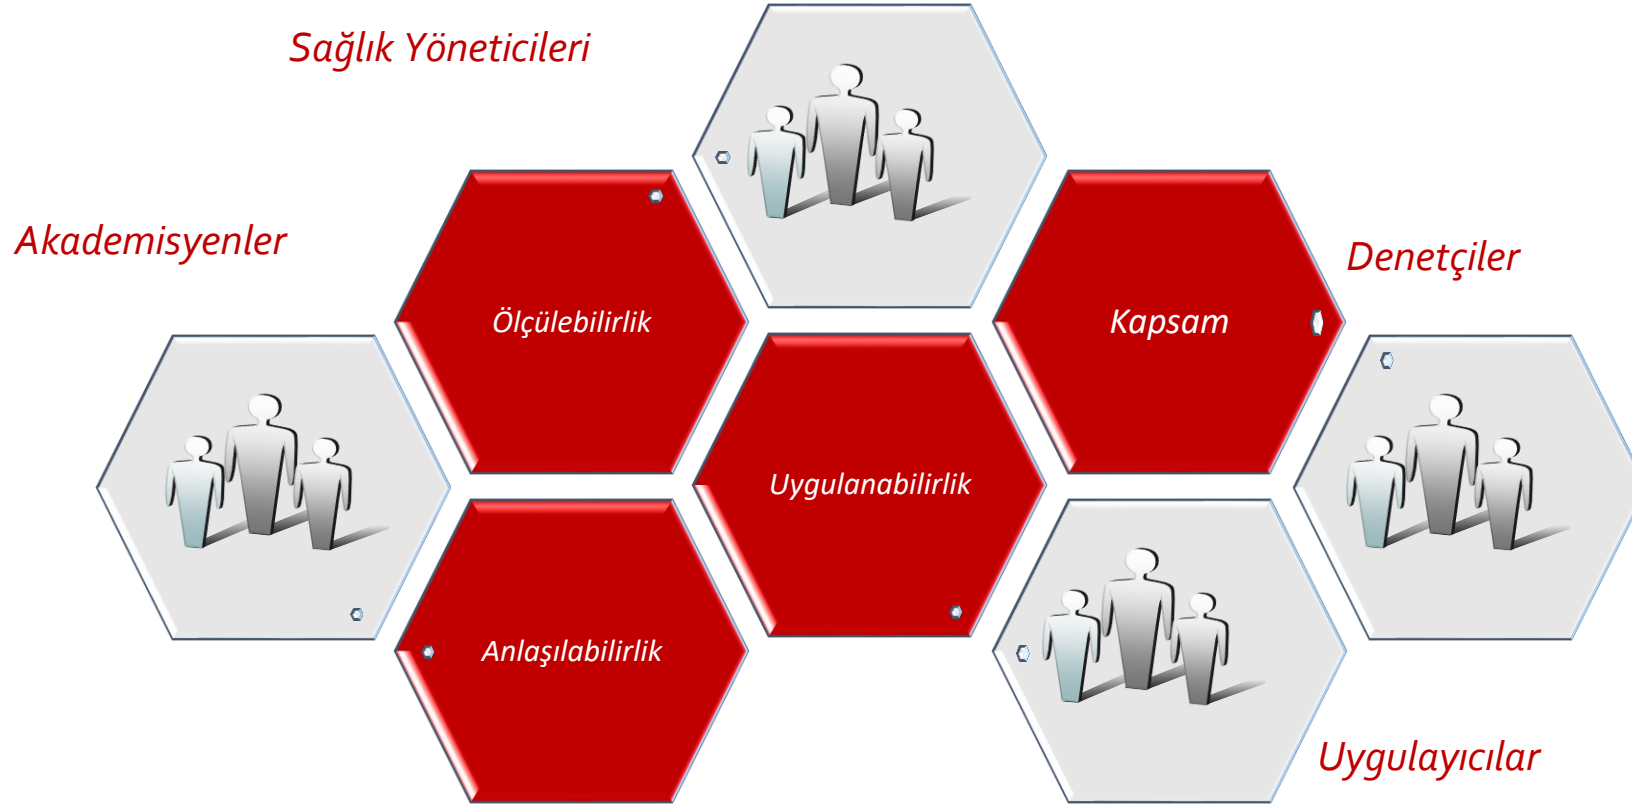 Sağlık Yöneticileri
Akademisyenler
Denetçiler
Ölçülebilirlik
Kapsam
Uygulanabilirlik
Anlaşılabilirlik
Uygulayıcılar